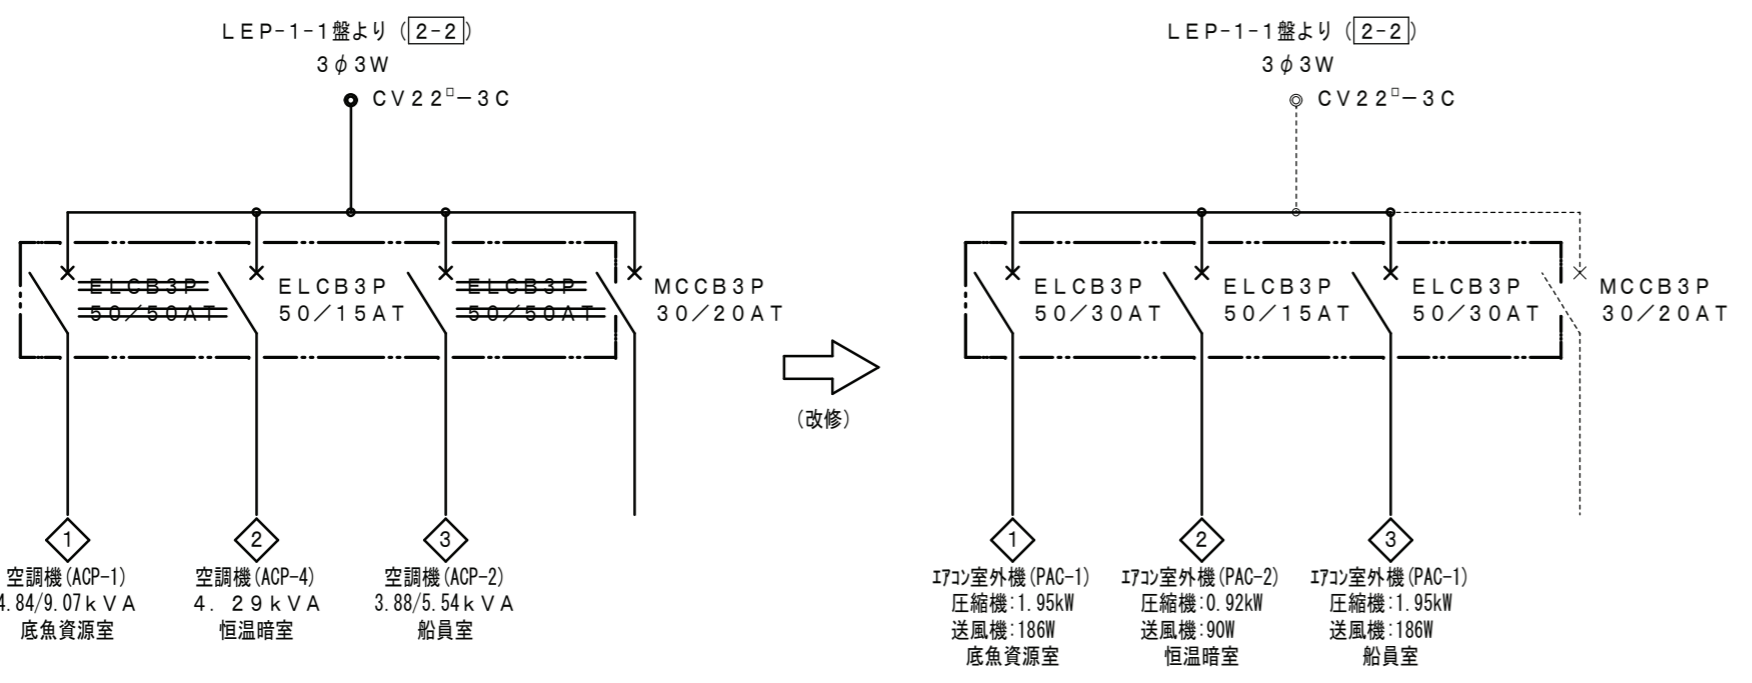 LEP-1-1盤より(2-2)
3φ3W
CV22□-3C
ELCB3P
50/50AT
ELCB3P
50/15AT
ELCB3P
50/50AT
MCCB3P
30/20AT
1
空調機(ACP-1)
4.84/9.07kVA
底魚資源室
2
空調機(ACP-4)
4.29kVA
恒温暗室
3
空調機(ACP-2)
3.88/5.54kVA
船員室
(改修)
LEP-1-1盤より(2-2)
3φ3W
CV22□-3C
ELCB3P
50/30AT
ELCB3P
50/15AT
ELCB3P
50/30AT
MCCB3P
30/20AT
1
エアコン室外機(PAC-1)
圧縮機:1.95kW
送風機:186W
底魚資源室
2
エアコン室外機(PAC-2)
圧縮機:0.92kW
送風機:90W
恒温暗室
3
エアコン室外機(PAC-1)
圧縮機:1.95kW
送風機:186W
船員室